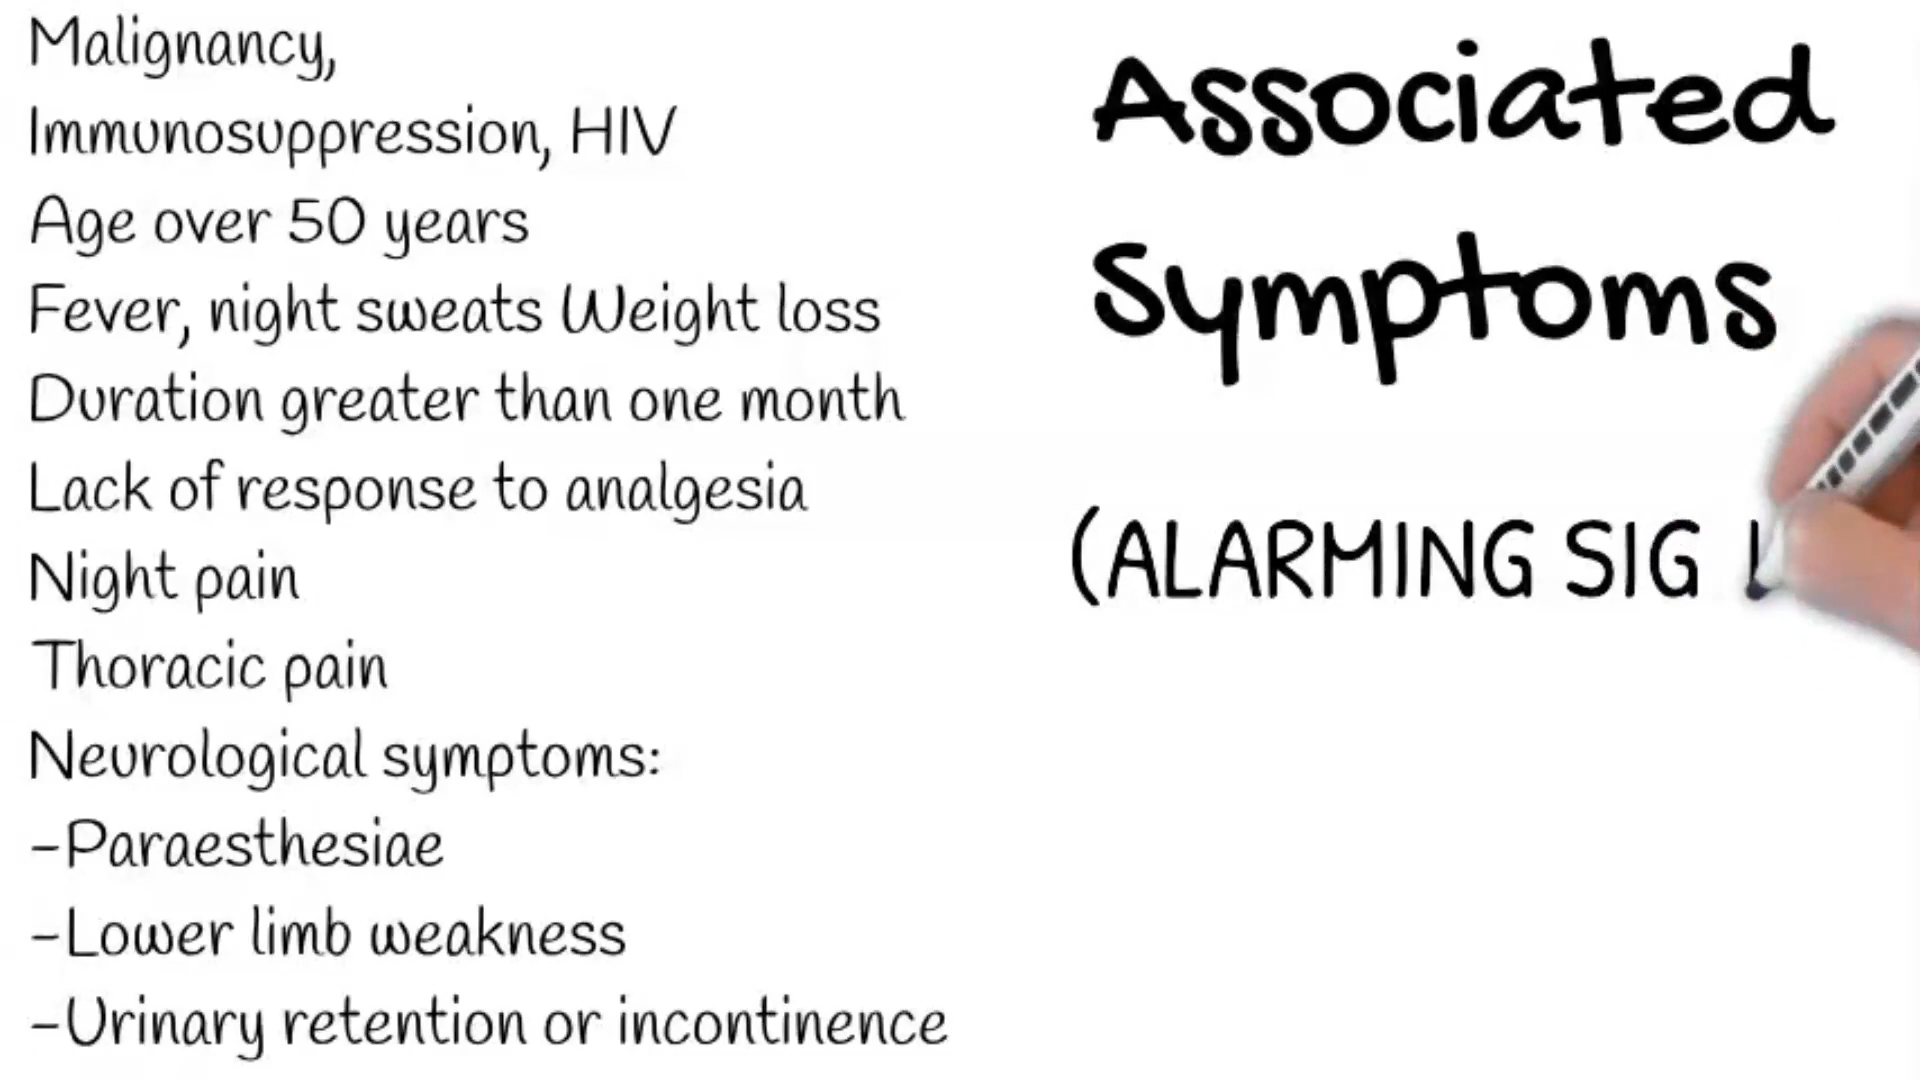 Malignancy,
Immunosuppression, HIV
Age over 50 years
Fever, night sweats Weight loss
Duration greater than one month
Lack of response to analgesia
Night pain
Thoracic pain
Neurological symptoms:
-Paraesthesiae
-Lower limb weakness
-Urinary retention or incontinence
Associated
Symptoms
(ALARMING SIG